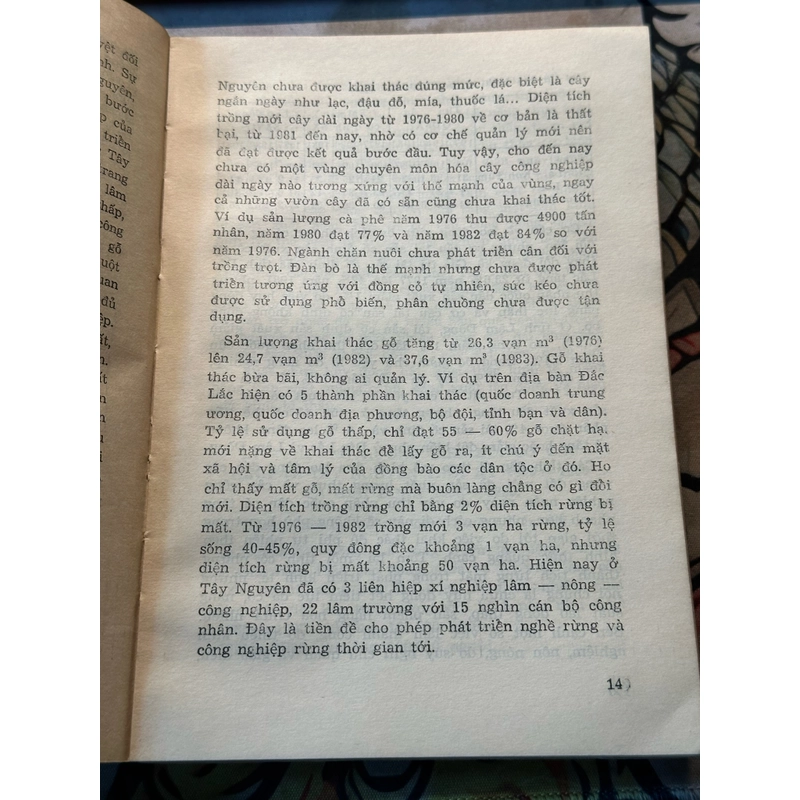 yệt đối
nh. Sự
guyên,
bước
p của
triển
Tây
rang
lâm
hấp,
công
gỗ
uột
uan
đủ
ệp.
ất,
Nguyên chưa được khai thác đúng mức, đặc biệt là cây
ngắn ngày như lạc, đậu đỗ, mía, thuốc lá... Diện tích
trồng mới cây dài ngày từ 1976-1980 về cơ bản là thất
bại, từ 1981 đến nay, nhờ có cơ chế quản lý mới nên
đã đạt được kết quả bước đầu. Tuy vậy, cho đến nay
chưa có một vùng chuyên môn hóa cây công nghiệp
dài ngày nào tương xứng với thế mạnh của vùng, ngay
cả những vườn cây đã có sẵn cũng chưa khai thác tốt.
Ví dụ sản lượng cà phê năm 1976 thu được 4900 tấn
nhân, năm 1980 đạt 77% và năm 1982 đạt 84% so với
năm 1976. Ngành chăn nuôi chưa phát triển cân đối với
trồng trọt. Đàn bò là thế mạnh nhưng chưa được phát
triển tương ứng với đồng cỏ tự nhiên, sức kéo chưa
được sử dụng phổ biến, phân chuồng chưa được tận
dụng.
Sản lượng khai thác gỗ tăng từ 26,3 vạn m³ (1976)
lên 24,7 vạn m³ (1982) và 37,6 vạn m³ (1983). Gỗ khai
thác bừa bãi, không ai quản lý. Ví dụ trên địa bàn Đắc
Lắc hiện có 5 thành phần khai thác (quốc doanh trung
ương, quốc doanh địa phương, bộ đội, tỉnh bạn và dân).
Tỷ lệ sử dụng gỗ thấp, chỉ đạt 55 — 60% gỗ chặt hạ,
mới nặng về khai thác để lấy gỗ ra, ít chú ý đến mặt
xã hội và tâm lý của đồng bào các dân tộc ở đó. Họ
chỉ thấy mất gỗ, mất rừng mà buôn làng chẳng có gì đổi
mới. Diện tích trồng rừng chỉ bằng 2% diện tích rừng bị
mất. Từ 1976 — 1982 trồng mới 3 vạn ha rừng, tỷ lệ
sống 40-45%, quy đông đặc khoảng 1 vạn ha, nhưng
diện tích rừng bị mất khoảng 50 vạn ha. Hiện nay ở
Tây Nguyên đã có 3 liên hiệp xí nghiệp lâm — nông —
công nghiệp, 22 lâm trường với 15 nghìn cán bộ công
nhân. Đây là tiền đề cho phép phát triển nghề rừng và
công nghiệp rừng thời gian tới.
14